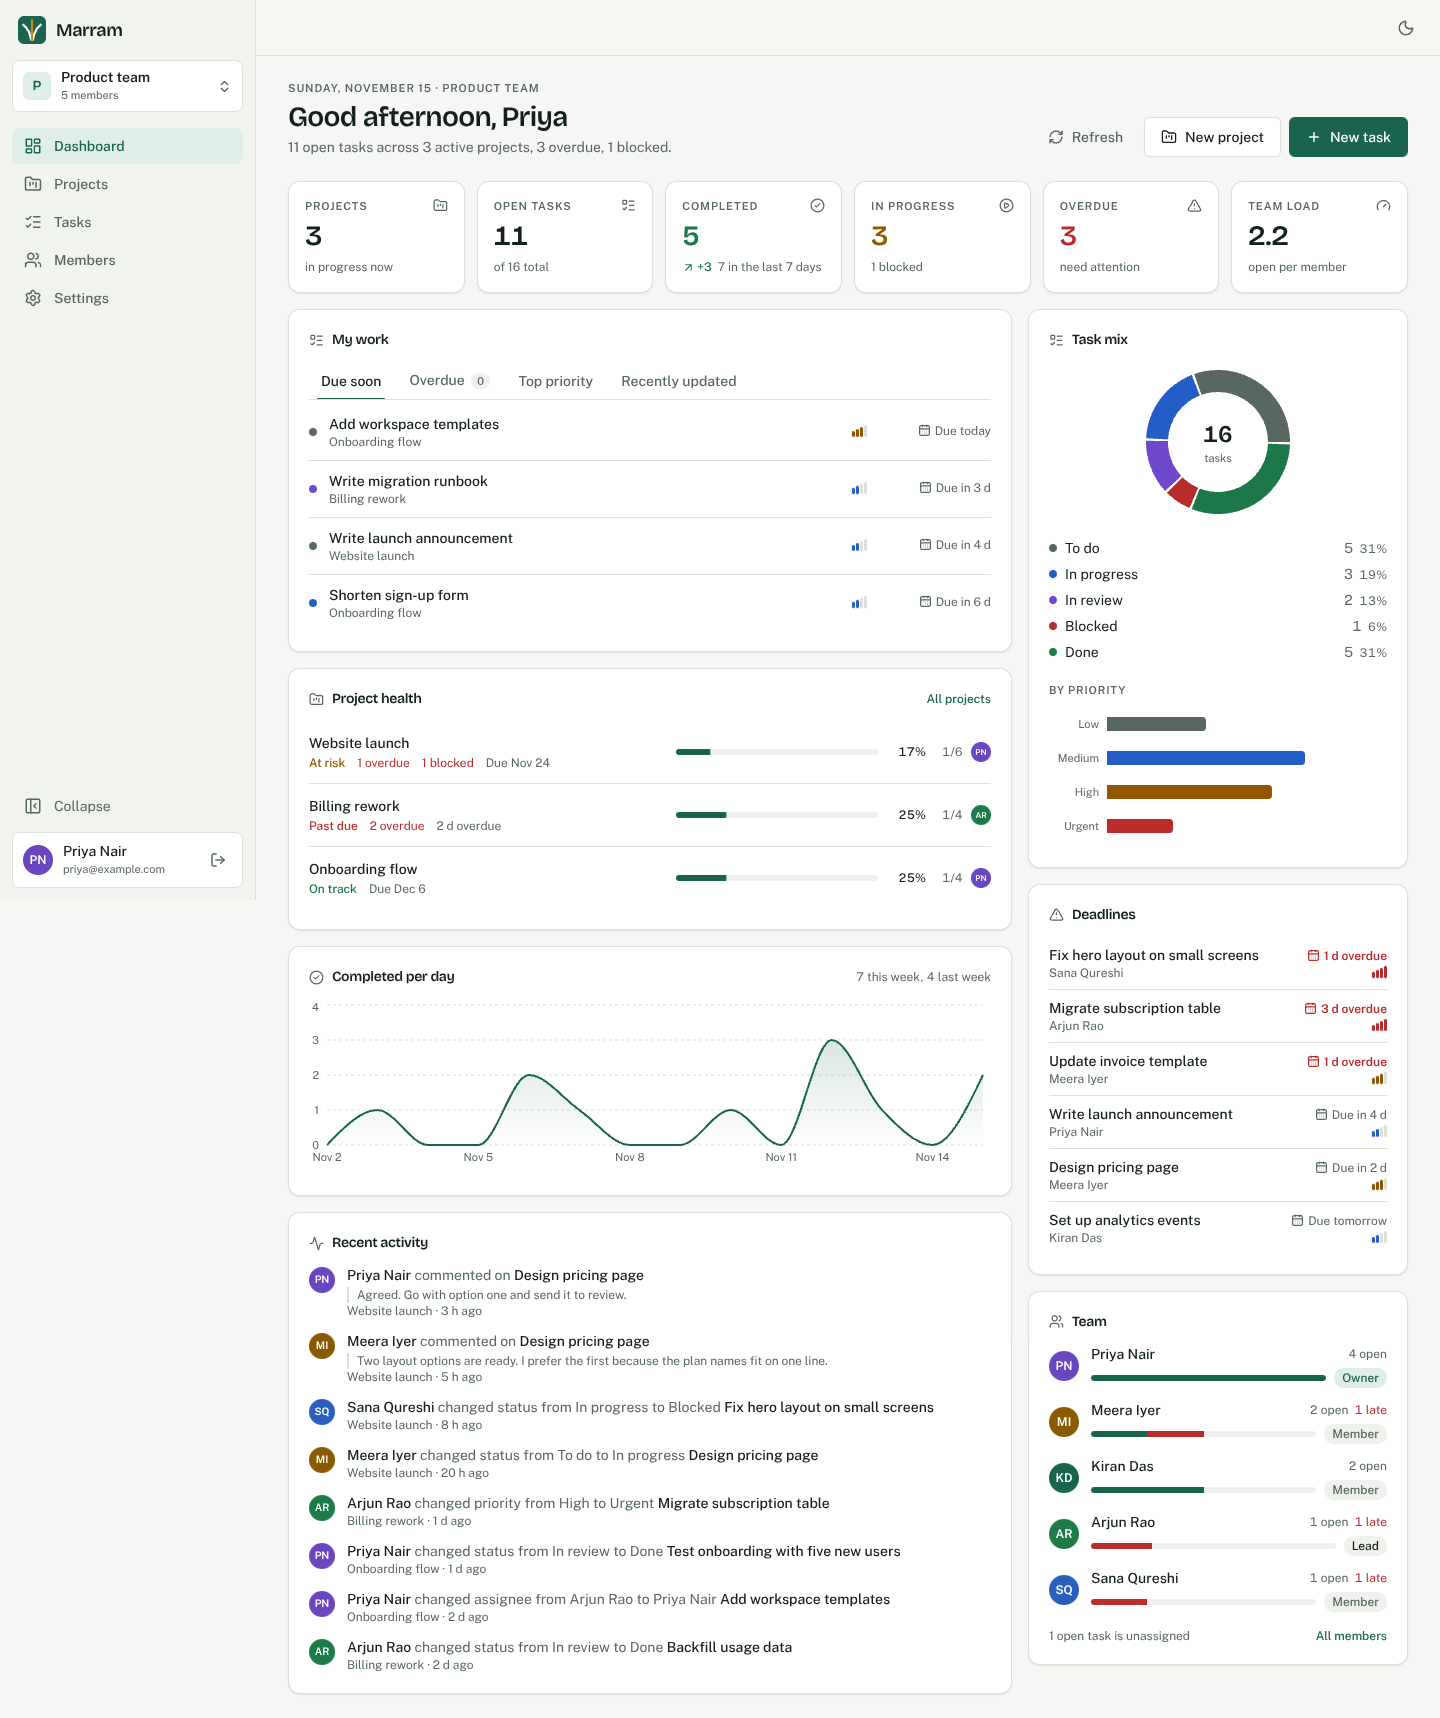 Marram
P
Product team
5 members
Dashboard
Projects
Tasks
Members
Settings
Collapse
PN
Priya Nair
priya@example.com
SUNDAY, NOVEMBER 15 · PRODUCT TEAM
Good afternoon, Priya
11 open tasks across 3 active projects, 3 overdue, 1 blocked.
Refresh
New project
New task
PROJECTS
3
in progress now
OPEN TASKS
11
of 16 total
COMPLETED
5
+3 7 in the last 7 days
IN PROGRESS
3
1 blocked
OVERDUE
3
need attention
TEAM LOAD
2.2
open per member
My work
Due soon
Overdue 0
Top priority
Recently updated
Add workspace templates
Onboarding flow
Due today
Write migration runbook
Billing rework
Due in 3 d
Write launch announcement
Website launch
Due in 4 d
Shorten sign-up form
Onboarding flow
Due in 6 d
Project health
All projects
Website launch
At risk 1 overdue 1 blocked Due Nov 24
17% 1/6 PN
Billing rework
Past due 2 overdue 2 d overdue
25% 1/4 AR
Onboarding flow
On track Due Dec 6
25% 1/4 PN
Completed per day
7 this week, 4 last week
4
3
2
1
0
Nov 2 Nov 5 Nov 8 Nov 11 Nov 14
Recent activity
PN
Priya Nair commented on Design pricing page
Agreed. Go with option one and send it to review.
Website launch · 3 h ago
MI
Meera Iyer commented on Design pricing page
Two layout options are ready. I prefer the first because the plan names fit on one line.
Website launch · 5 h ago
SQ
Sana Qureshi changed status from In progress to Blocked Fix hero layout on small screens
Website launch · 8 h ago
MI
Meera Iyer changed status from To do to In progress Design pricing page
Website launch · 20 h ago
AR
Arjun Rao changed priority from High to Urgent Migrate subscription table
Billing rework · 1 d ago
PN
Priya Nair changed status from In review to Done Test onboarding with five new users
Onboarding flow · 1 d ago
PN
Priya Nair changed assignee from Arjun Rao to Priya Nair Add workspace templates
Onboarding flow · 2 d ago
AR
Arjun Rao changed status from In review to Done Backfill usage data
Billing rework · 2 d ago
Task mix
16
tasks
To do 5 31%
In progress 3 19%
In review 2 13%
Blocked 1 6%
Done 5 31%
BY PRIORITY
Low
Medium
High
Urgent
Deadlines
Fix hero layout on small screens
1 d overdue
Sana Qureshi
Migrate subscription table
3 d overdue
Arjun Rao
Update invoice template
1 d overdue
Meera Iyer
Write launch announcement
Due in 4 d
Priya Nair
Design pricing page
Due in 2 d
Meera Iyer
Set up analytics events
Due tomorrow
Kiran Das
Team
PN
Priya Nair
4 open
Owner
MI
Meera Iyer
2 open 1 late
Member
KD
Kiran Das
2 open
Member
AR
Arjun Rao
1 open 1 late
Lead
SQ
Sana Qureshi
1 open 1 late
Member
1 open task is unassigned
All members